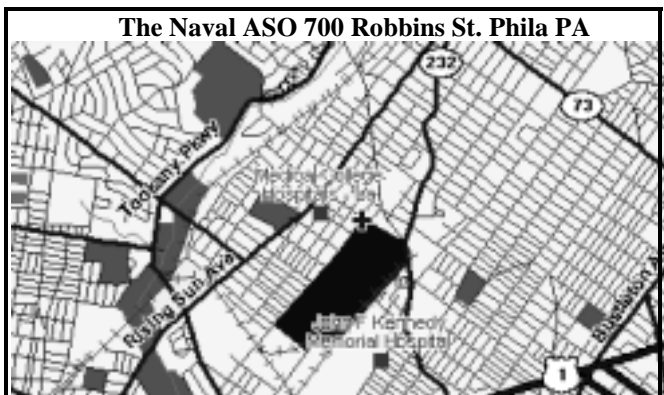 The Naval ASO 700 Robbins St. Phila PA
232
73
Tookany Pkwy
Medical College
Hospitals
Rising Sun Ave
John F Kennedy
Memorial Hospital
Bustleton A
1